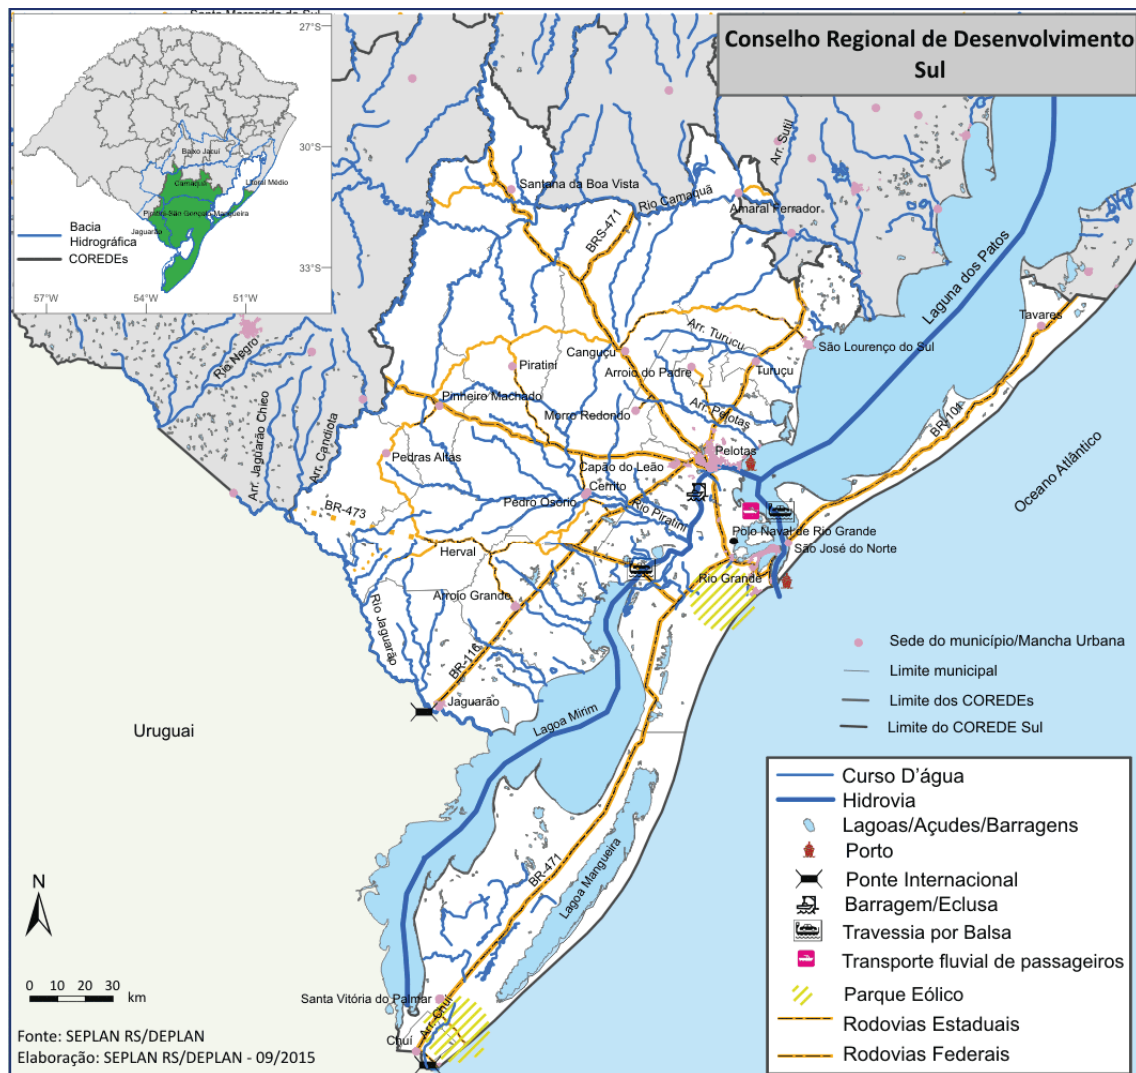 Conselho Regional de Desenvolvimento
Sul
27°S
30°S
33°S
57°W
54°W
51°W
Baixo Jacuí
Camaquã
Litoral Médio
Jaguarão
Bacia
Hidrográfica
COREDEs
Santana da Boa Vista
Rio Camaquã
Arr. Sutil
Amaral Ferrador
BRS-471
Laguna dos Patos
Tavares
Rio Negro
Arr. Turucu
São Lourenço do Sul
Canguçu
Piratini
Arroio do Padre
Turuçu
Pinheiro Machado
Morro Redondo
Arr. Pelotas
BR-101
Arr. Jaguarão Chico
Arr. Candiota
Pedras Altas
Pelotas
Capão do Leão
Oceano Atlântico
Cerrito
Pedro Osório
BR-473
Rio Piratini
Polo Naval de Rio Grande
São José do Norte
Herval
Rio Grande
Arroio Grande
Rio Jaguarão
BR-116
Jaguarão
Lagoa Mirim
Uruguai
BR-471
Lagoa Mangueira
Santa Vitória do Palmar
Arr. Chuí
Chuí
Sede do município/Mancha Urbana
Limite municipal
Limite dos COREDEs
Limite do COREDE Sul
Curso D'água
Hidrovia
Lagoas/Açudes/Barragens
Porto
Ponte Internacional
Barragem/Eclusa
Travessia por Balsa
Transporte fluvial de passageiros
Parque Eólico
Rodovias Estaduais
Rodovias Federais
N
0 10 20 30
km
Fonte: SEPLAN RS/DEPLAN
Elaboração: SEPLAN RS/DEPLAN - 09/2015